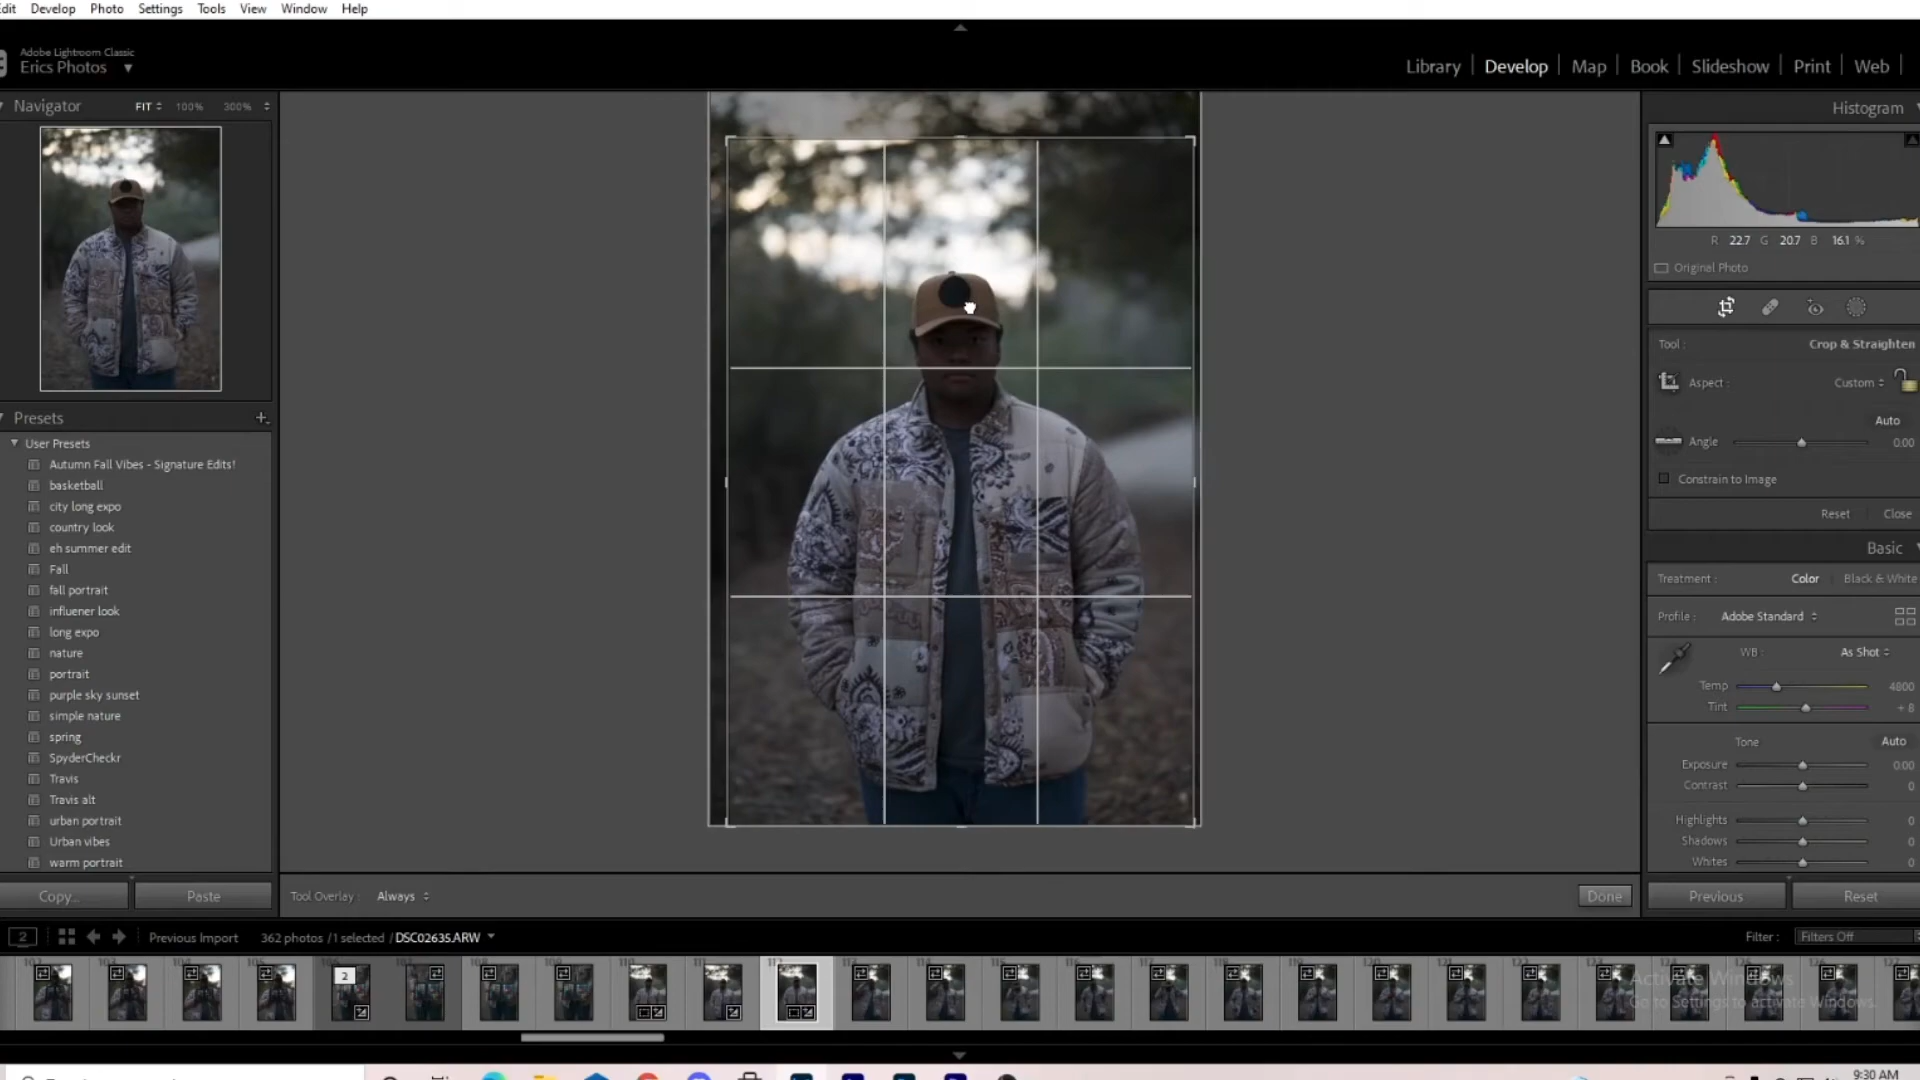 dit Develop Photo Settings Tools View Window Help
Adobe Lightroom Classic
Erics Photos
Library Develop Map Book Slideshow Print Web
Navigator FIT 100% 300%
Histogram
R 22.7 G 20.7 B 16.1 %
Original Photo
Tool : Crop & Straighten
Aspect : Custom
Auto
Angle 0.00
Constrain to Image
Reset Close
Basic
Treatment : Color Black & White
Profile : Adobe Standard
WB : As Shot
Temp 4800
Tint + 8
Tone Auto
Exposure 0.00
Contrast 0
Highlights 0
Shadows 0
Whites 0
Presets
User Presets
Autumn Fall Vibes - Signature Edits!
basketball
city long expo
country look
eh summer edit
Fall
fall portrait
influener look
long expo
nature
portrait
purple sky sunset
simple nature
spring
SpyderCheckr
Travis
Travis alt
urban portrait
Urban vibes
warm portrait
Copy... Paste
Tool Overlay : Always
Done
Previous Reset
2 Previous Import 362 photos / 1 selected / DSC02635.ARW
Filter : Filters Off
2
Activate Windows
Go to Settings to activate Windows.
9:30 AM